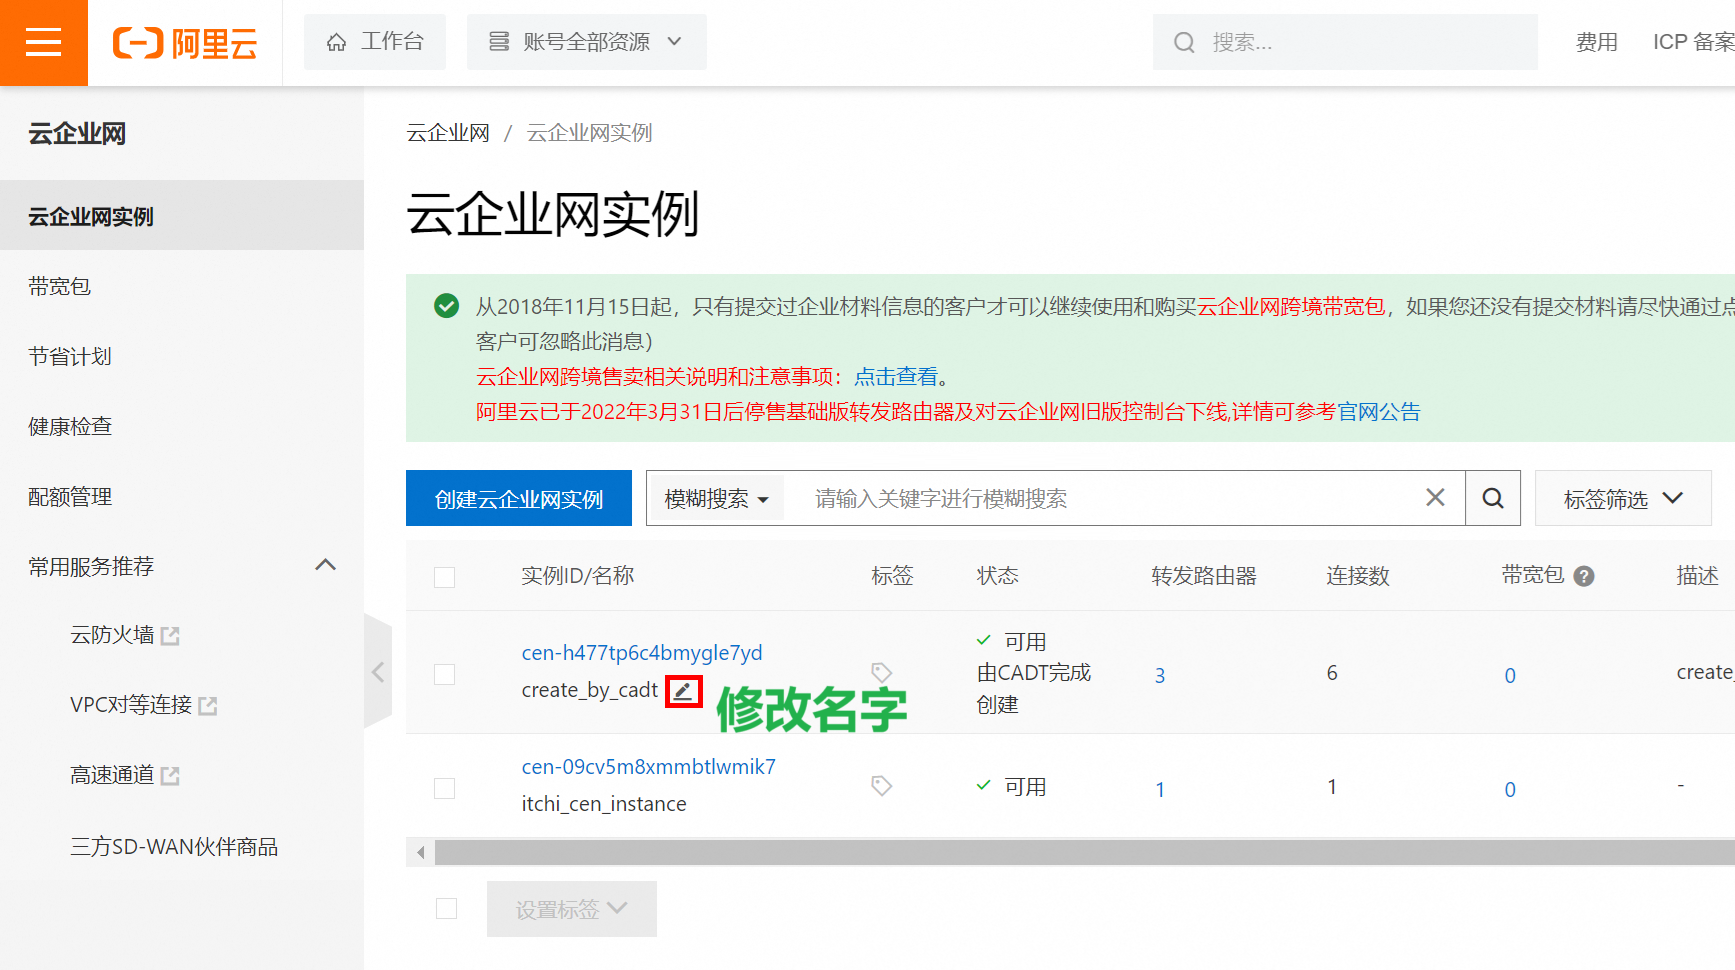 阿里云
工作台
账号全部资源
搜索...
费用
ICP 备案
云企业网
云企业网实例
带宽包
节省计划
健康检查
配额管理
常用服务推荐
云防火墙
VPC对等连接
高速通道
三方SD-WAN伙伴商品
云企业网 / 云企业网实例
云企业网实例
从2018年11月15日起，只有提交过企业材料信息的客户才可以继续使用和购买云企业网跨境带宽包，如果您还没有提交材料请尽快通过点
客户可忽略此消息）
云企业网跨境售卖相关说明和注意事项：点击查看。
阿里云已于2022年3月31日后停售基础版转发路由器及对云企业网旧版控制台下线,详情可参考官网公告
创建云企业网实例
模糊搜索
请输入关键字进行模糊搜索
标签筛选
实例ID/名称 标签 状态 转发路由器 连接数 带宽包 描述
cen-h477tp6c4bmygle7yd
create_by_cadt
修改名字
可用
由CADT完成
创建
3
6
0
create_
cen-09cv5m8xmmbtlwmik7
itchi_cen_instance
可用
1
1
0
-
设置标签